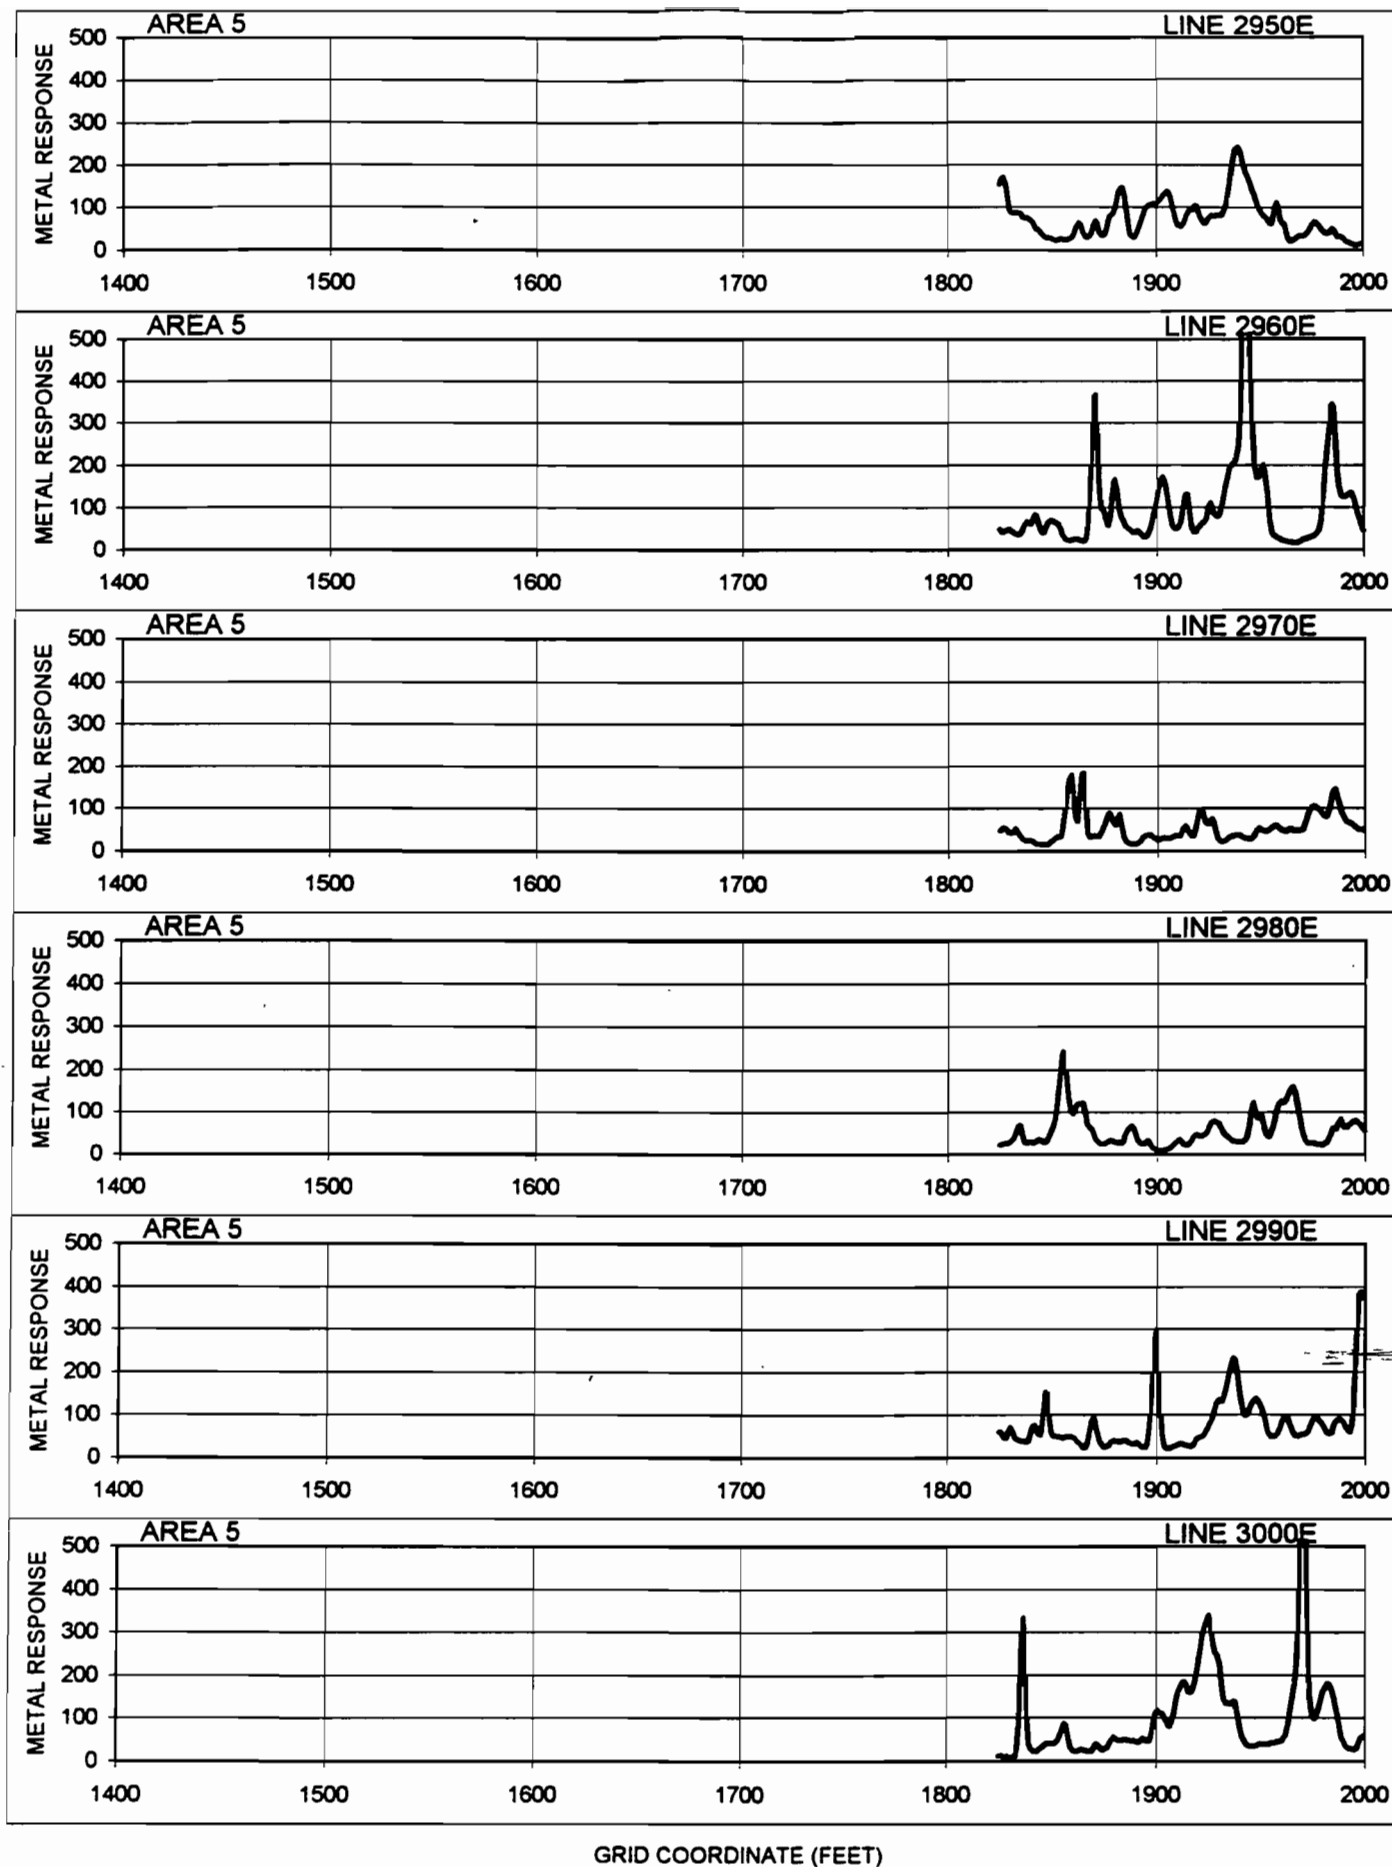 AREA 5 LINE 2950E
METAL RESPONSE
500
400
300
200
100
0
1400 1500 1600 1700 1800 1900 2000
AREA 5 LINE 2960E
METAL RESPONSE
500
400
300
200
100
0
1400 1500 1600 1700 1800 1900 2000
AREA 5 LINE 2970E
METAL RESPONSE
500
400
300
200
100
0
1400 1500 1600 1700 1800 1900 2000
AREA 5 LINE 2980E
METAL RESPONSE
500
400
300
200
100
0
1400 1500 1600 1700 1800 1900 2000
AREA 5 LINE 2990E
METAL RESPONSE
500
400
300
200
100
0
1400 1500 1600 1700 1800 1900 2000
AREA 5 LINE 3000E
METAL RESPONSE
500
400
300
200
100
0
1400 1500 1600 1700 1800 1900 2000
GRID COORDINATE (FEET)